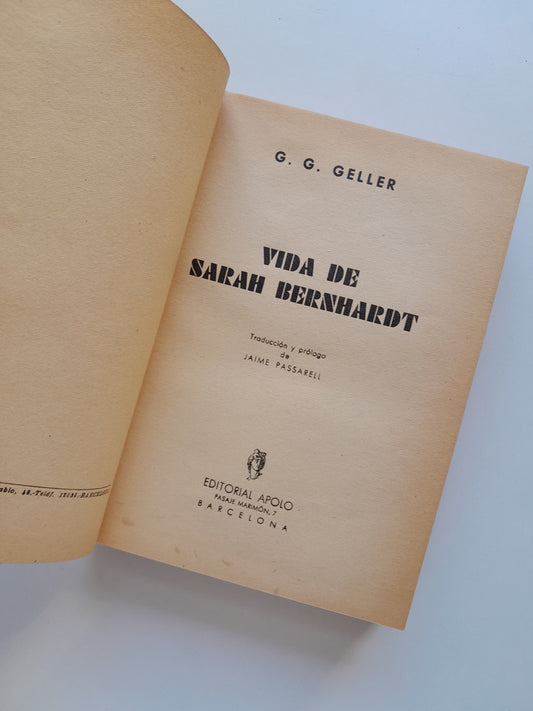 G. G. GELLER
VIDA DE
SARAH BERNHARDT
Traducción y prólogo
de
JAIME PASSARELL
EDITORIAL APOLO
PASAJE MARIMÓN, 7
BARCELONA